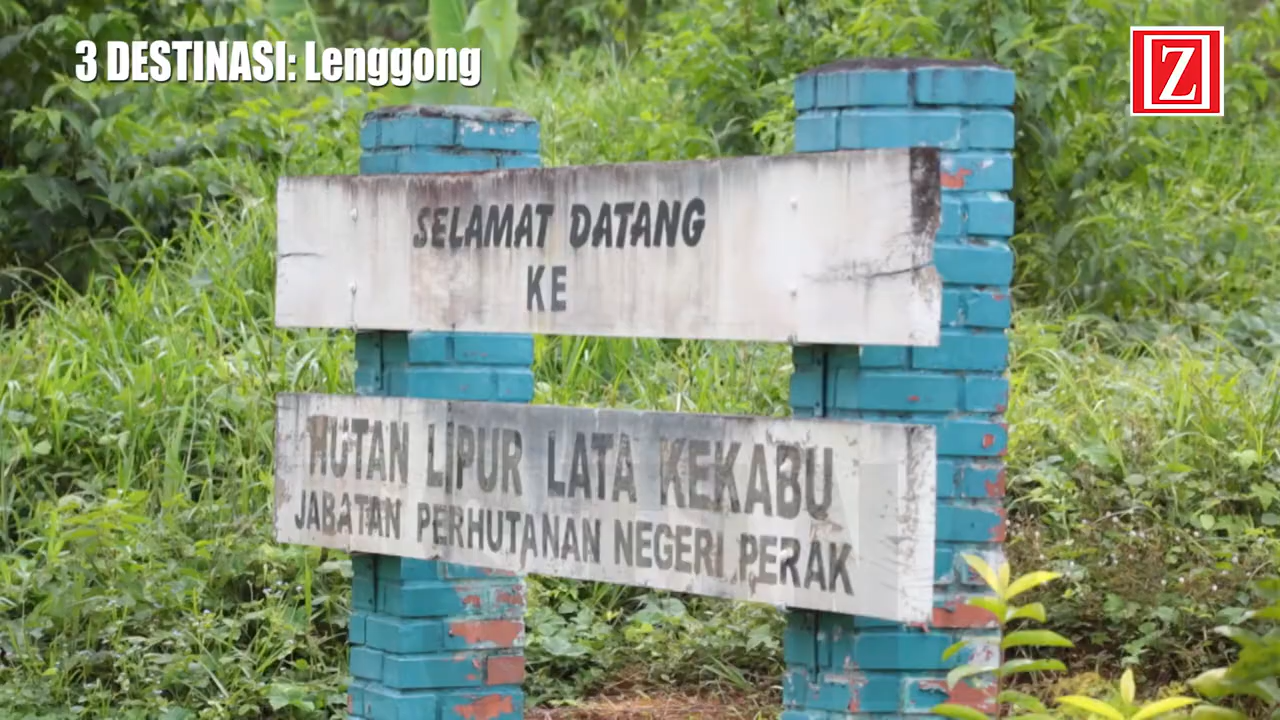 3 DESTINASI: Lenggong
Z
SELAMAT DATANG
KE
HUTAN LIPUR LATA KEKABU
JABATAN PERHUTANAN NEGERI PERAK